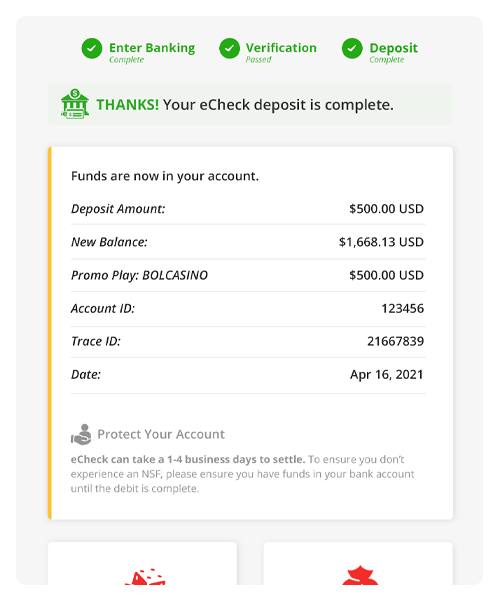 Enter Banking Verification Deposit
Complete Passed Complete
THANKS! Your eCheck deposit is complete.
Funds are now in your account.
Deposit Amount: $500.00 USD
New Balance: $1,668.13 USD
Promo Play: BOLCASINO $500.00 USD
Account ID: 123456
Trace ID: 21667839
Date: Apr 16, 2021
Protect Your Account
eCheck can take a 1-4 business days to settle. To ensure you don't
experience an NSF, please ensure you have funds in your bank account
until the debit is complete.